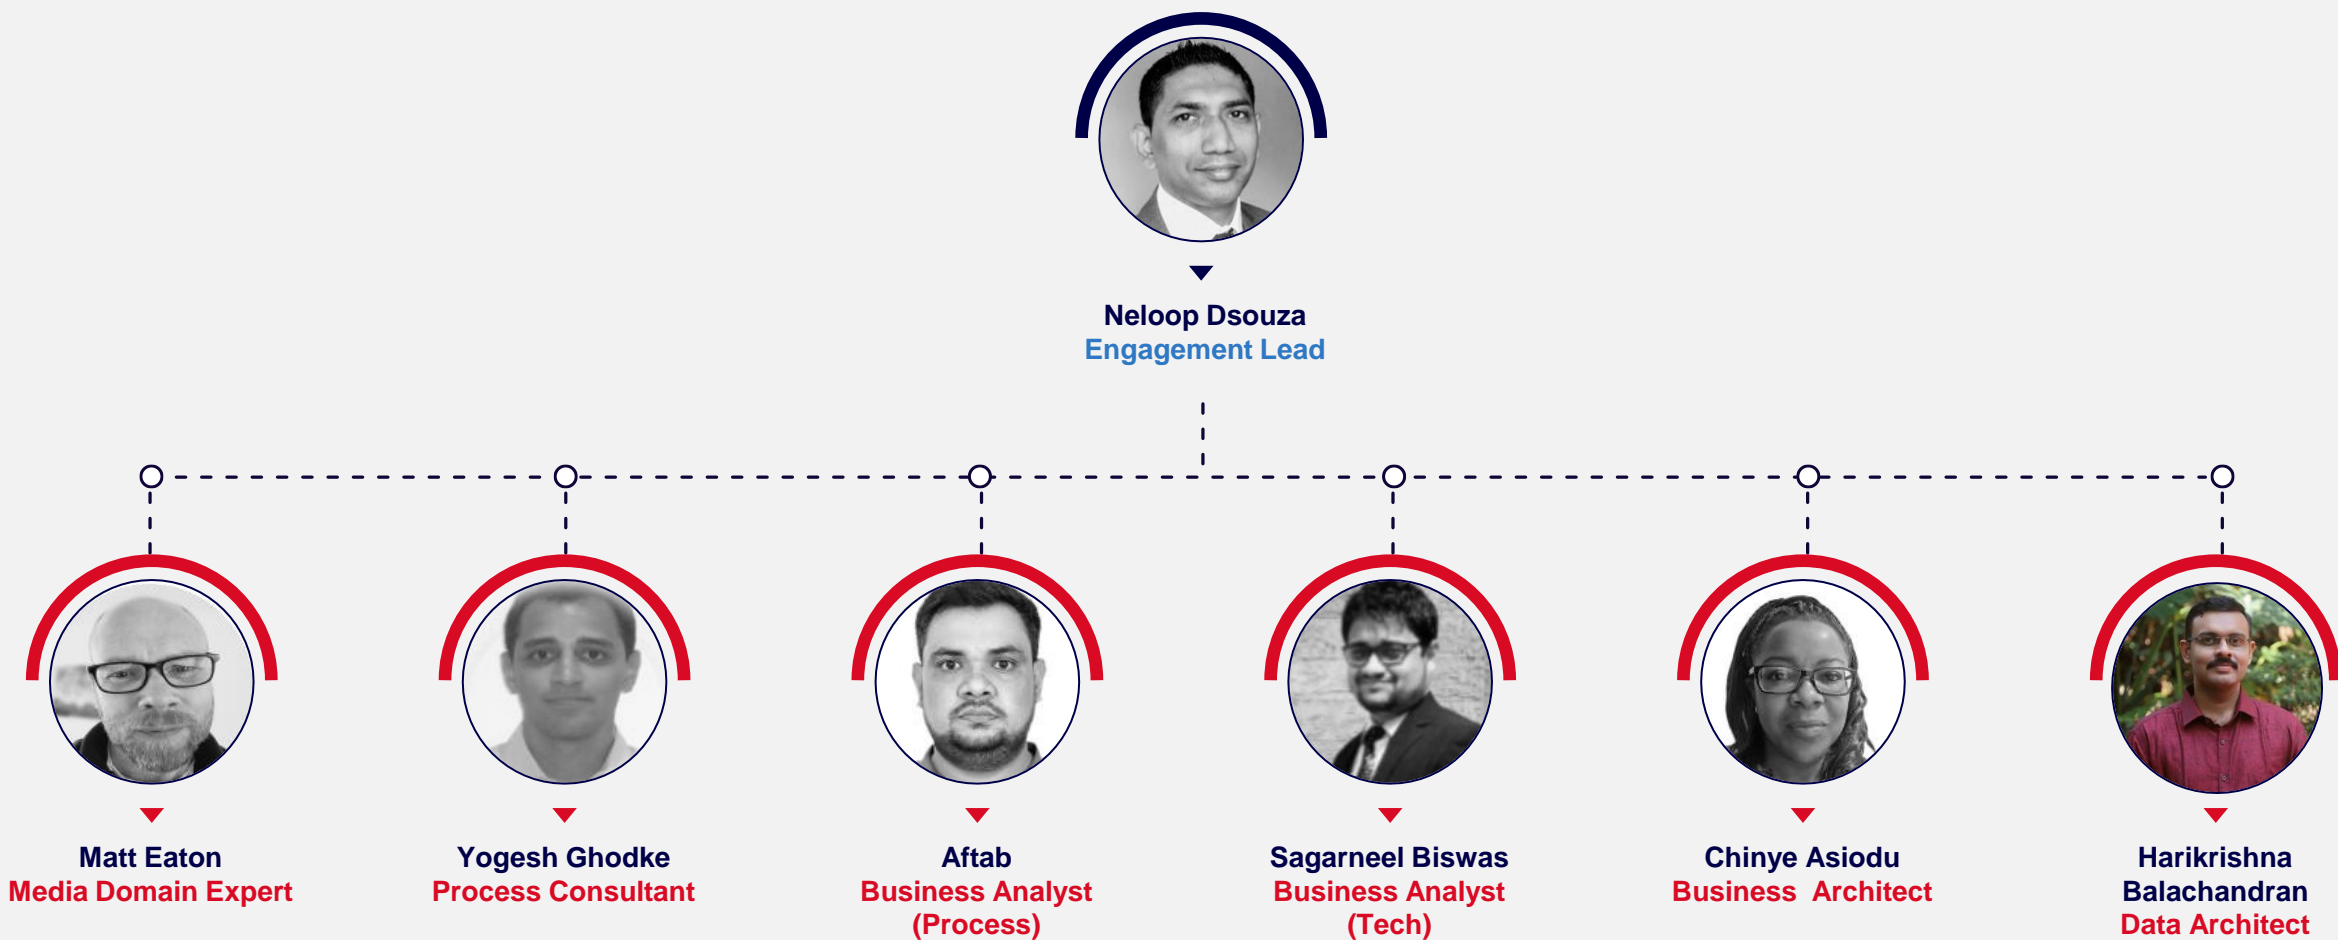 Neloop Dsouza
Engagement Lead
Matt Eaton
Media Domain Expert
Yogesh Ghodke
Process Consultant
Aftab
Business Analyst
(Process)
Sagarneel Biswas
Business Analyst
(Tech)
Chinye Asiodu
Business  Architect
Harikrishna
Balachandran
Data Architect